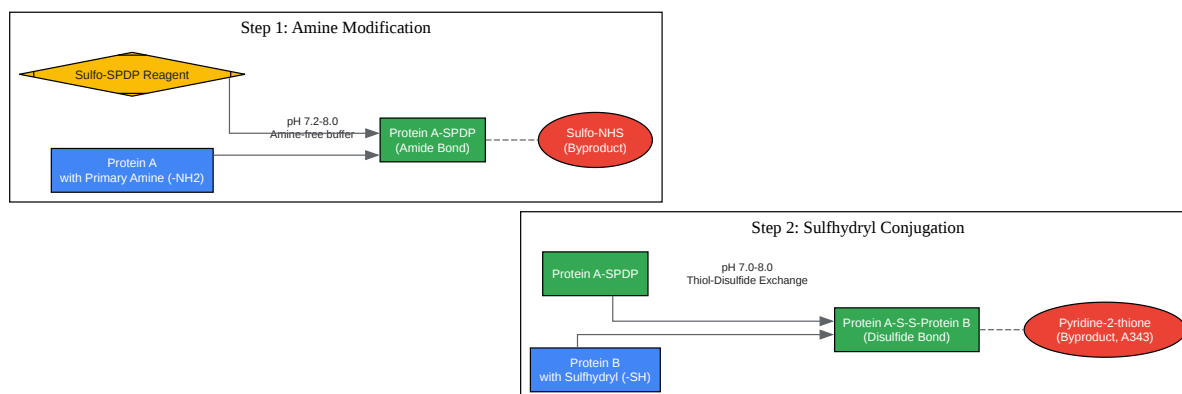 Step 1: Amine Modification
Sulfo-SPDP Reagent
pH 7.2-8.0
Amine-free buffer
Protein A-SPDP
(Amide Bond)
Sulfo-NHS
(Byproduct)
Protein A
with Primary Amine (-NH2)
Step 2: Sulfhydryl Conjugation
Protein A-SPDP
pH 7.0-8.0
Thiol-Disulfide Exchange
Protein A-S-S-Protein B
(Disulfide Bond)
Pyridine-2-thione
(Byproduct, A343)
Protein B
with Sulfhydryl (-SH)